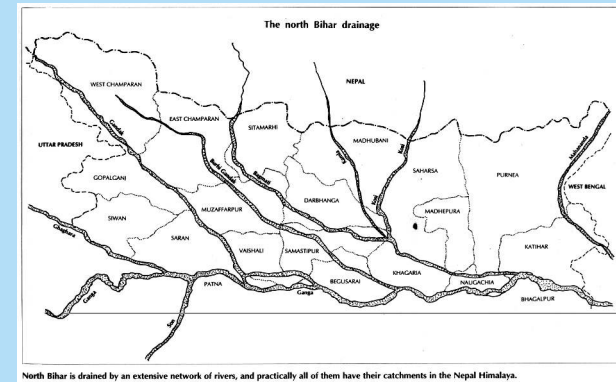 The north Bihar drainage
NEPAL
WEST CHAMPARAN
EAST CHAMPARAN
SITAMARHI
MADHUBANI
UTTAR PRADESH
Gandak
Burhi Gandak
Bagmati
Kosi
SAHARSA
PURNEA
Mahananda
WEST BENGAL
GOPALGANJ
DARBHANGA
MADHEPURA
SIWAN
MUZAFFARPUR
Ghaghara
SARAN
VAISHALI
SAMASTIPUR
KATIHAR
KHAGARIA
BEGUSARAI
NAUGACHIA
PATNA
Ganga
Ganga
BHAGALPUR
Son
North Bihar is drained by an extensive network of rivers, and practically all of them have their catchments in the Nepal Himalaya.